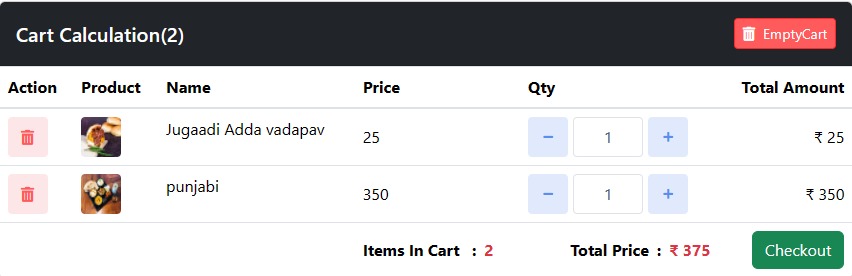 Cart Calculation(2) EmptyCart
Action Product Name Price Qty Total Amount
Jugaadi Adda vadapav 25 − 1 + ₹ 25
punjabi 350 − 1 + ₹ 350
Items In Cart : 2 Total Price : ₹ 375 Checkout